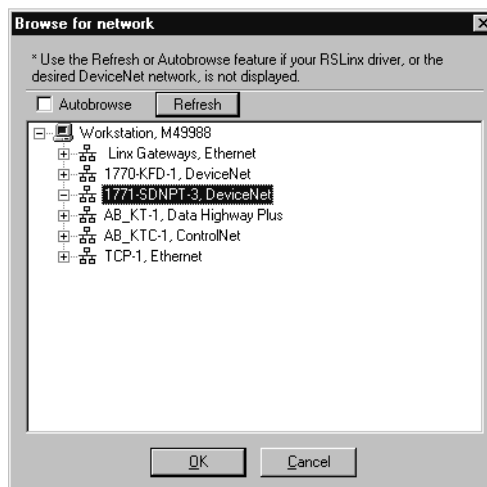 Browse for network
* Use the Refresh or Autobrowse feature if your RSLinx driver, or the
desired DeviceNet network, is not displayed.
Autobrowse
Refresh
Workstation, M49988
Linx Gateways, Ethernet
1770-KFD-1, DeviceNet
1771-SDNPT-3, DeviceNet
AB_KT-1, Data Highway Plus
AB_KTC-1, ControlNet
TCP-1, Ethernet
OK
Cancel